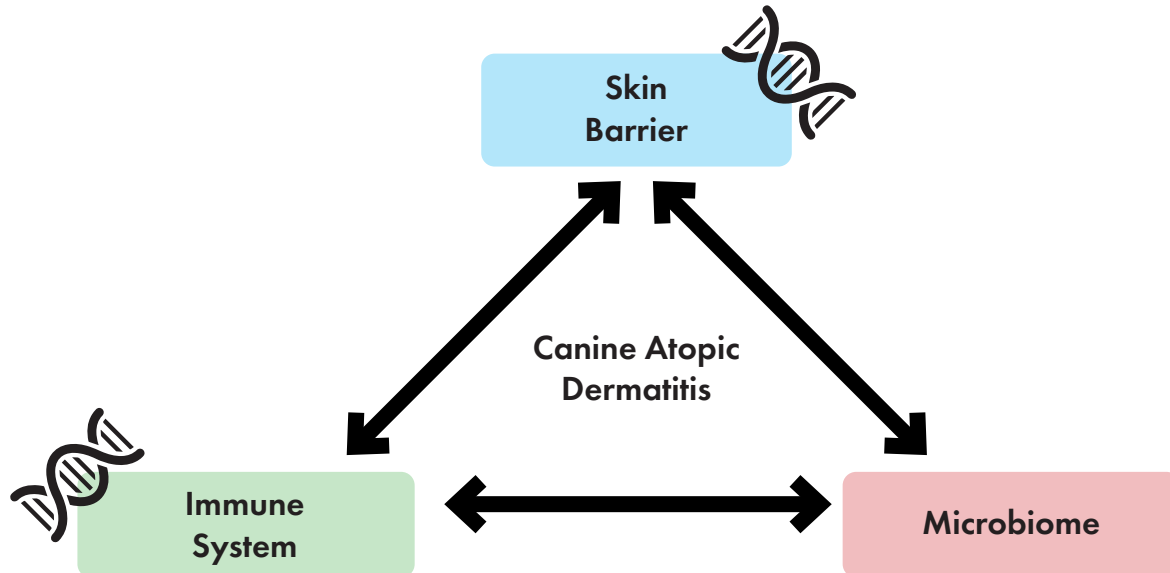 Skin
Barrier
Canine Atopic
Dermatitis
Immune
System
Microbiome